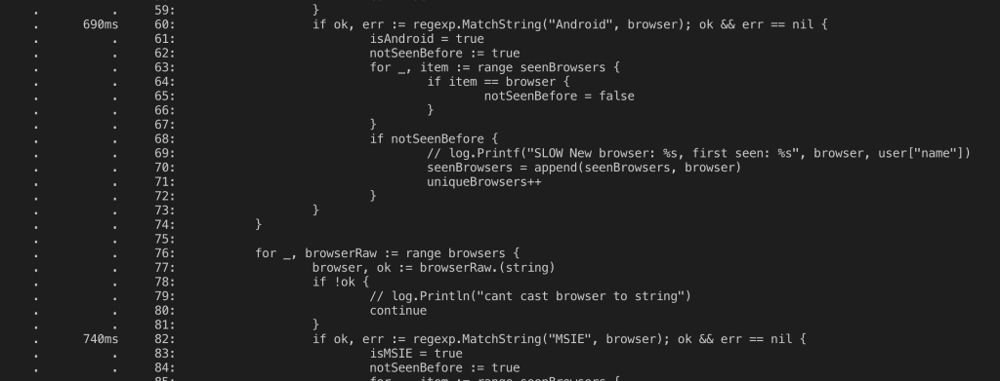 . . 59: }
. 690ms 60: if ok, err := regexp.MatchString("Android", browser); ok && err == nil {
. . 61: isAndroid = true
. . 62: notSeenBefore := true
. . 63: for _, item := range seenBrowsers {
. . 64: if item == browser {
. . 65: notSeenBefore = false
. . 66: }
. . 67: }
. . 68: if notSeenBefore {
. . 69: // log.Printf("SLOW New browser: %s, first seen: %s", browser, user["name"])
. . 70: seenBrowsers = append(seenBrowsers, browser)
. . 71: uniqueBrowsers++
. . 72: }
. . 73: }
. . 74: }
. . 75:
. . 76: for _, browserRaw := range browsers {
. . 77: browser, ok := browserRaw.(string)
. . 78: if !ok {
. . 79: // log.Println("cant cast browser to string")
. . 80: continue
. . 81: }
. 740ms 82: if ok, err := regexp.MatchString("MSIE", browser); ok && err == nil {
. . 83: isMSIE = true
. . 84: notSeenBefore := true
85: for _, item := range seenBrowsers {